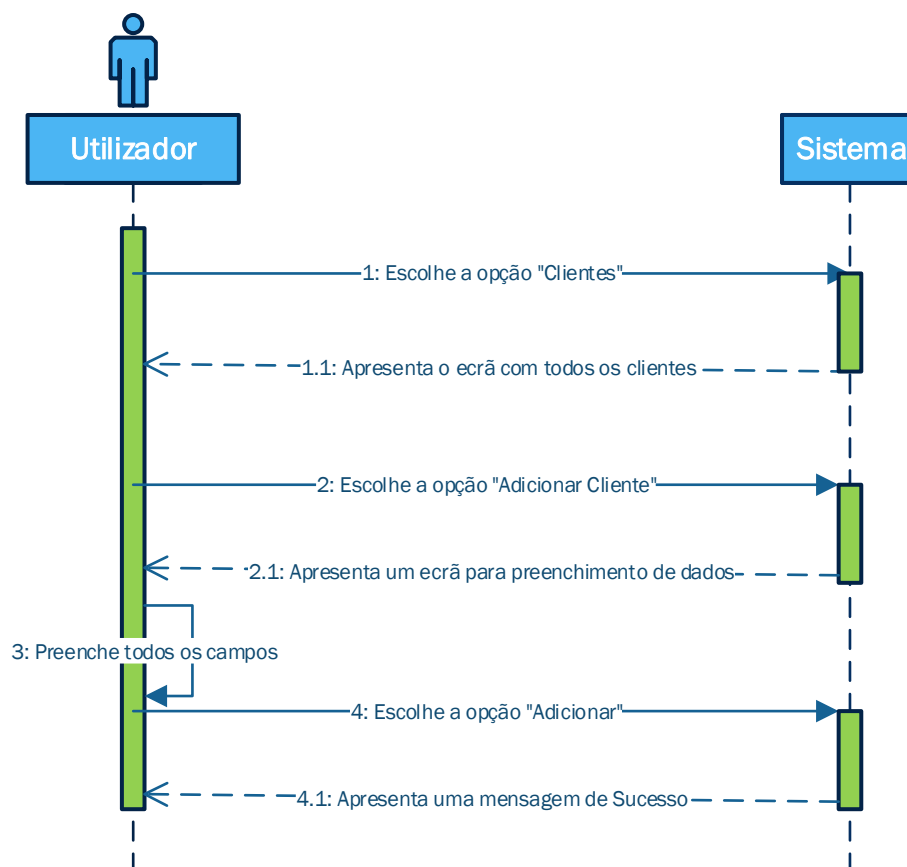 Utilizador
Sistema
1: Escolhe a opção "Clientes"
1.1: Apresenta o ecrã com todos os clientes
2: Escolhe a opção "Adicionar Cliente"
2.1: Apresenta um ecrã para preenchimento de dados
3: Preenche todos os campos
4: Escolhe a opção "Adicionar"
4.1: Apresenta uma mensagem de Sucesso